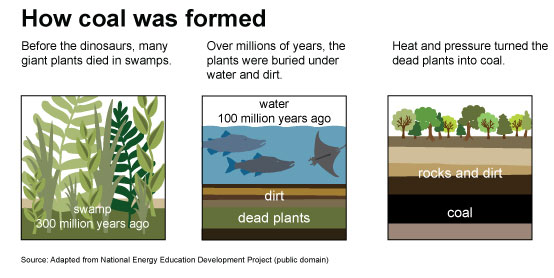 How coal was formed
Before the dinosaurs, many
giant plants died in swamps.
Over millions of years, the
plants were buried under
water and dirt.
Heat and pressure turned the
dead plants into coal.
swamp
300 million years ago
water
100 million years ago
dirt
dead plants
rocks and dirt
coal
Source: Adapted from National Energy Education Development Project (public domain)